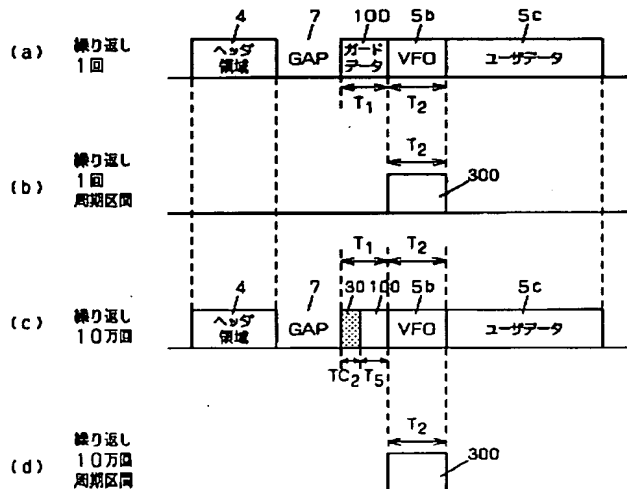 4 7 100 5b 5c
(a) 繰り返し
1回
ヘッダ
領域
GAP
ガード
データ
VFO
ユーザデータ
T1 T2
T2
(b) 繰り返し
1回
周期区間
300
T1 T2
4 7 30 100 5b 5c
(c) 繰り返し
10万回
ヘッダ
領域
GAP
VFO
ユーザデータ
TC2 T5
T2
(d) 繰り返し
10万回
周期区間
300